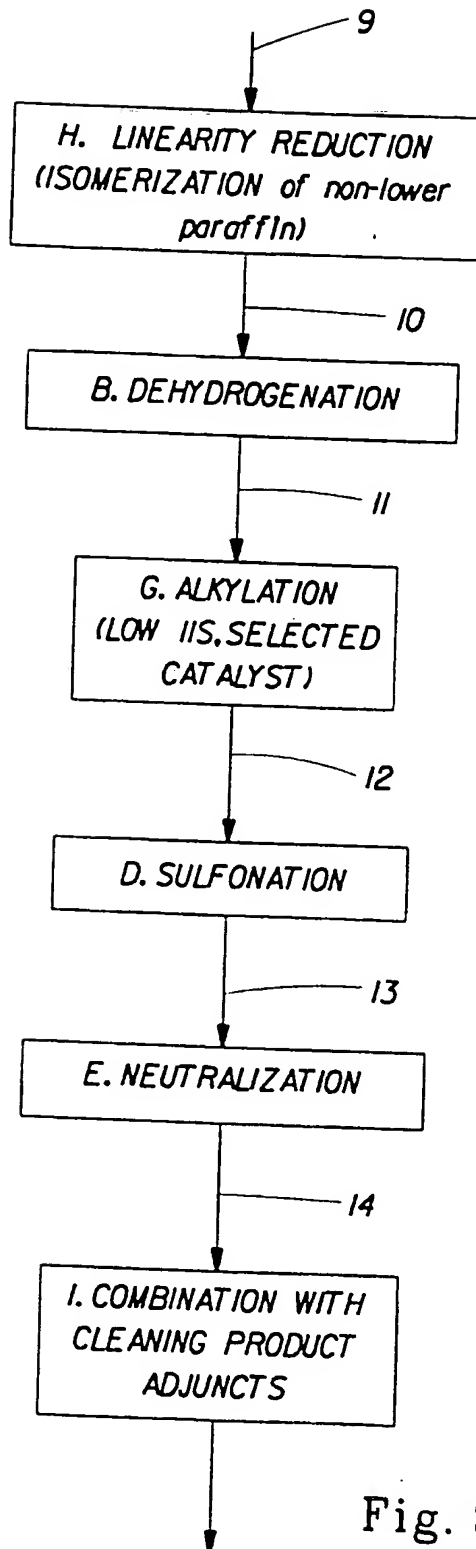 9
H. LINEARITY REDUCTION
(ISOMERIZATION of non-lower
paraffin)
10
B. DEHYDROGENATION
11
G. ALKYLATION
(LOW IIS. SELECTED
CATALYST)
12
D. SULFONATION
13
E. NEUTRALIZATION
14
I. COMBINATION WITH
CLEANING PRODUCT
ADJUNCTS
Fig.